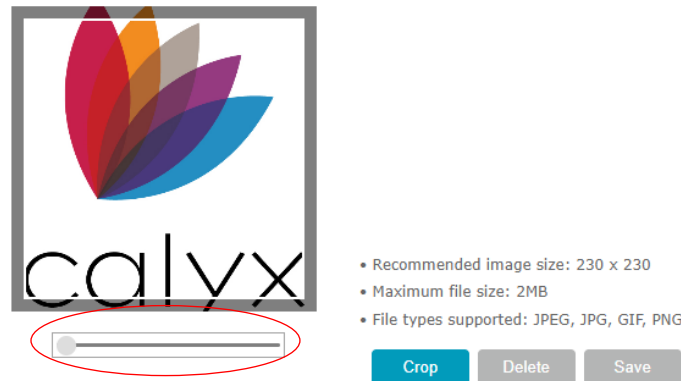 calyx
• Recommended image size: 230 x 230
• Maximum file size: 2MB
• File types supported: JPEG, JPG, GIF, PNG
Crop Delete Save